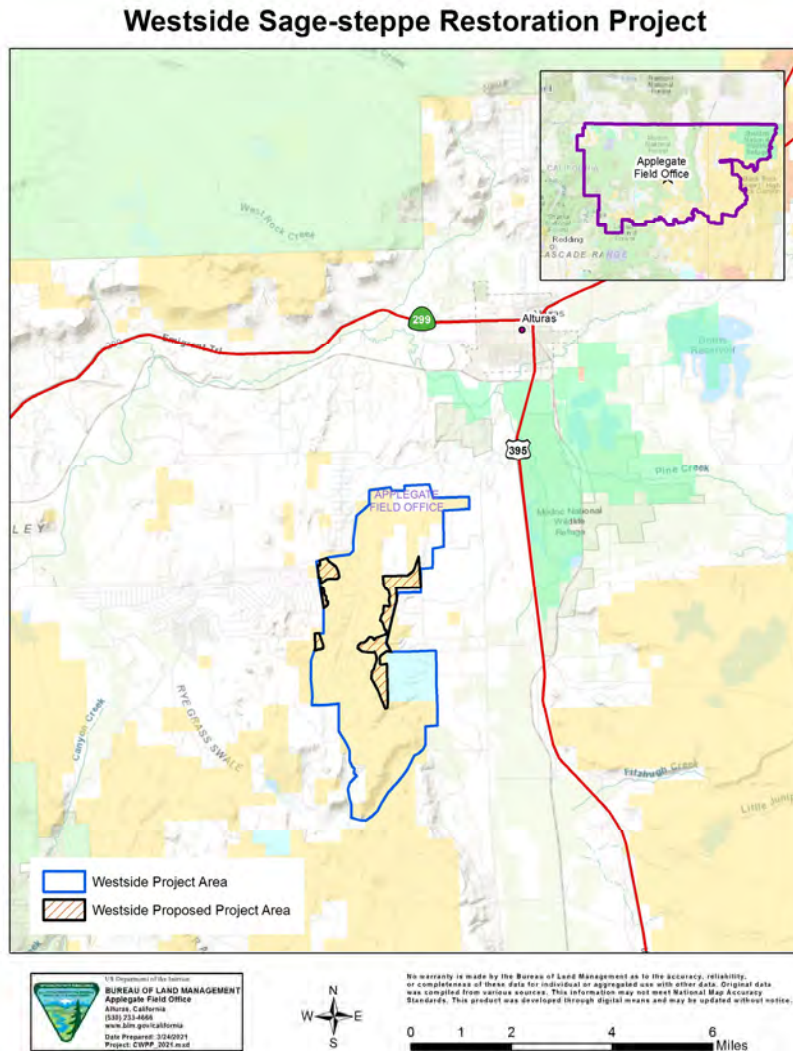 Westside Sage-steppe Restoration Project
Applegate
Field Office
Redding
CASCADE RANGE
West Rock Creek
299
Alturas
Emigrant Trl
Dorris
Reservoir
395
Pine Creek
APPLEGATE
FIELD OFFICE
Modoc National
Wildlife
Refuge
LEY
RYE GRASS SWALE
Canyon Creek
Fitzhugh Creek
Little Juni
Westside Project Area
Westside Proposed Project Area
US Department of the Interior
BUREAU OF LAND MANAGEMENT
Applegate Field Office
Alturas, California
(530) 233-4666
www.blm.gov/california
Date Prepared: 3/24/2021
Project: CWPP_2021.mxd
N
W E
S
No warranty is made by the Bureau of Land Management as to the accuracy, reliability,
or completeness of these data for individual or aggregated use with other data. Original data
was compiled from various sources. This information may not meet National Map Accuracy
Standards. This product was developed through digital means and may be updated without notice.
0 1 2 4 6
Miles